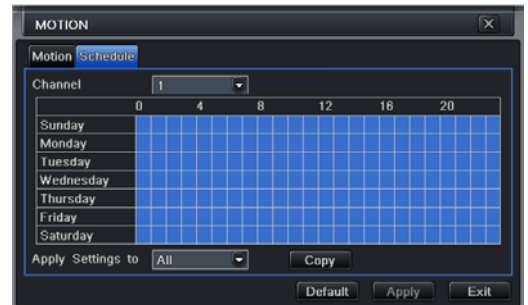 MOTION
Motion Schedule
Channel 1
0 4 8 12 16 20
Sunday
Monday
Tuesday
Wednesday
Thursday
Friday
Saturday
Apply Settings to All Copy
Default Apply Exit